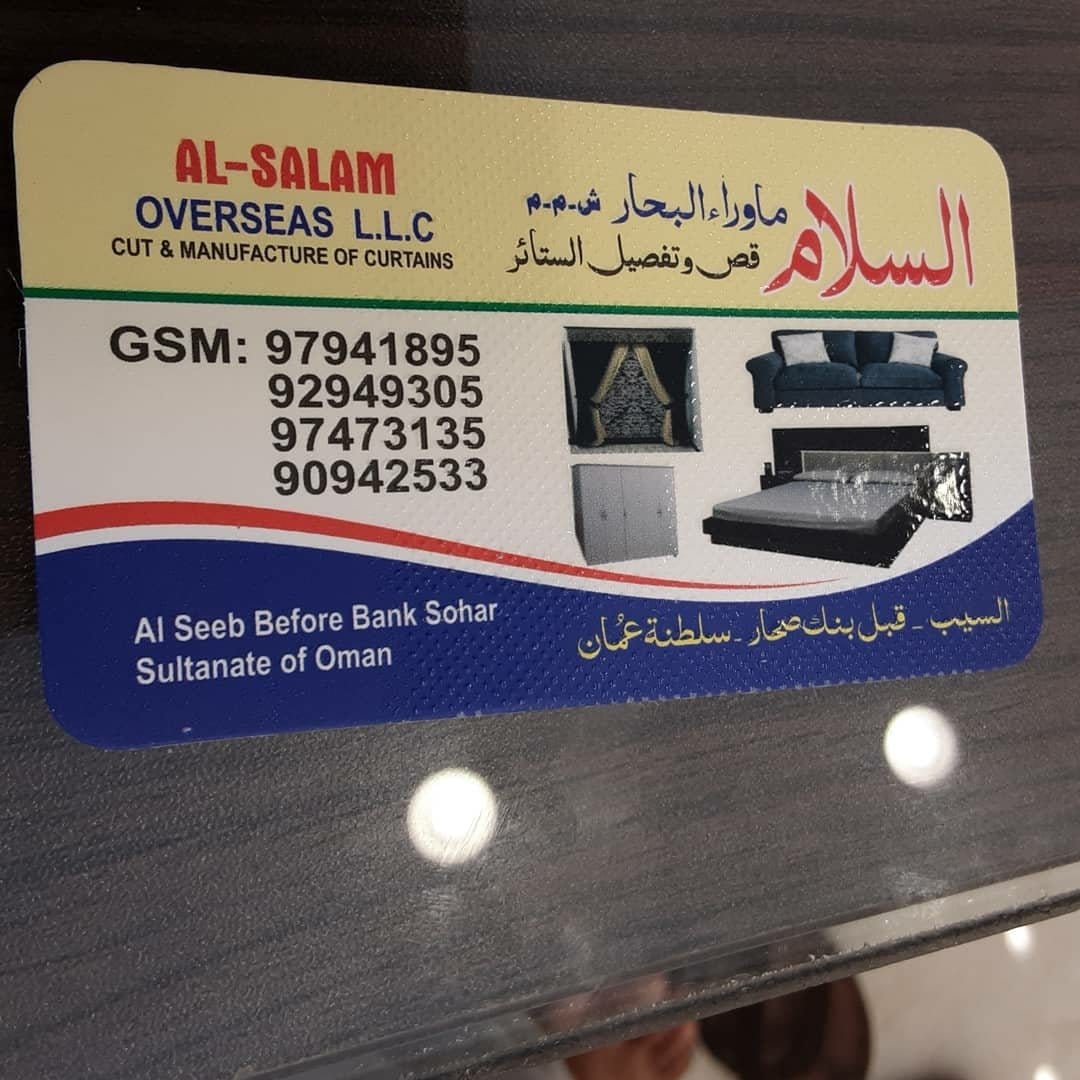 AL-SALAM
OVERSEAS L.L.C
CUT & MANUFACTURE OF CURTAINS
السلام
ماوراء البحار ش.م.م
قص وتفصيل الستائر
GSM: 97941895
92949305
97473135
90942533
Al Seeb Before Bank Sohar
Sultanate of Oman
السيب - قبل بنك صحار - سلطنة عُمان